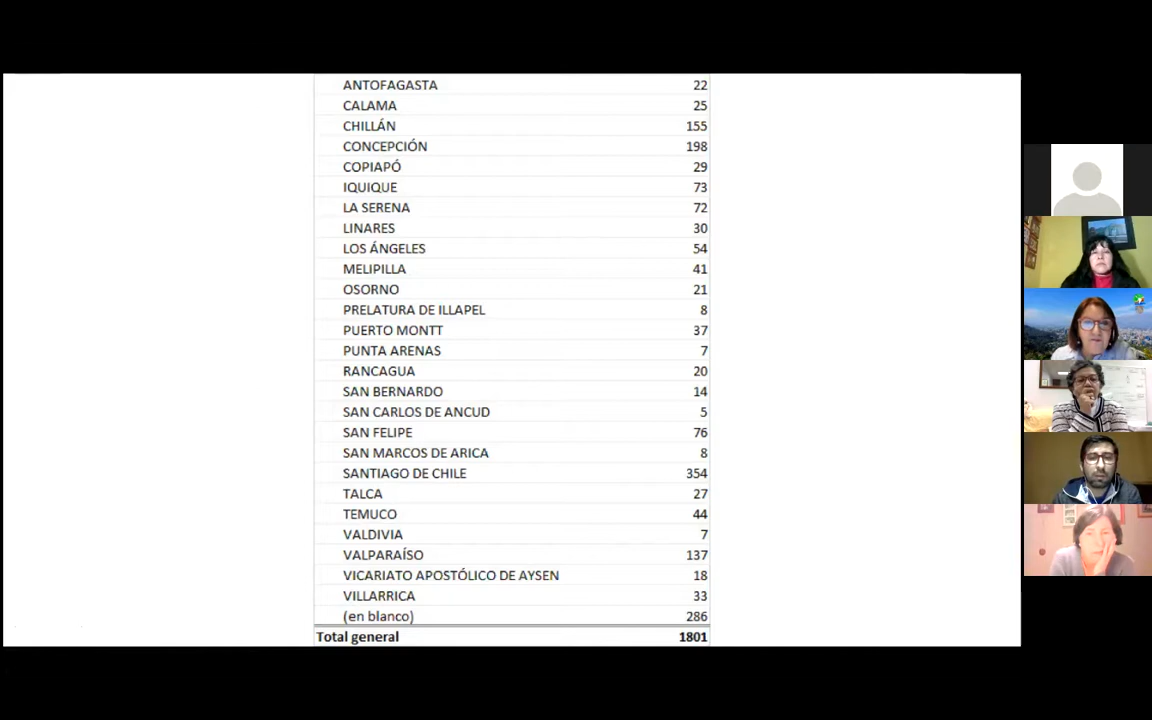 ANTOFAGASTA 22
CALAMA 25
CHILLÁN 155
CONCEPCIÓN 198
COPIAPÓ 29
IQUIQUE 73
LA SERENA 72
LINARES 30
LOS ÁNGELES 54
MELIPILLA 41
OSORNO 21
PRELATURA DE ILLAPEL 8
PUERTO MONTT 37
PUNTA ARENAS 7
RANCAGUA 20
SAN BERNARDO 14
SAN CARLOS DE ANCUD 5
SAN FELIPE 76
SAN MARCOS DE ARICA 8
SANTIAGO DE CHILE 354
TALCA 27
TEMUCO 44
VALDIVIA 7
VALPARAÍSO 137
VICARIATO APOSTÓLICO DE AYSEN 18
VILLARRICA 33
(en blanco) 286
Total general 1801